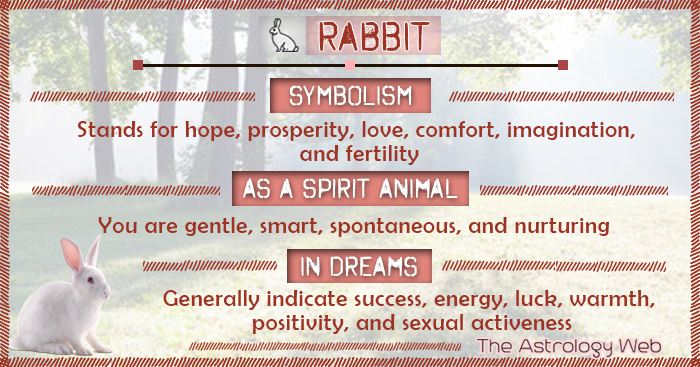 RABBIT
SYMBOLISM
Stands for hope, prosperity, love, comfort, imagination,
and fertility
AS A SPIRIT ANIMAL
You are gentle, smart, spontaneous, and nurturing
IN DREAMS
Generally indicate success, energy, luck, warmth,
positivity, and sexual activeness
The Astrology Web